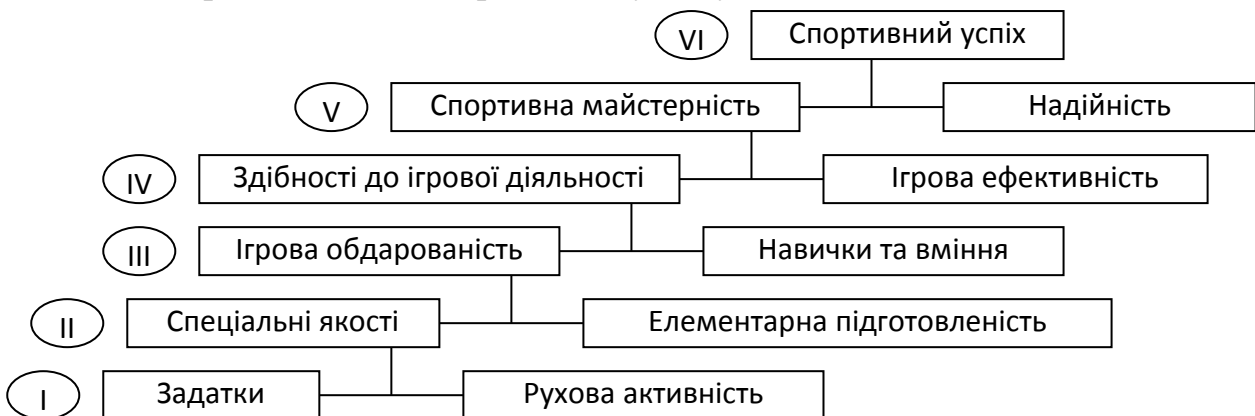 VI Спортивний успіх
V Спортивна майстерність Надійність
IV Здібності до ігрової діяльності Ігрова ефективність
III Ігрова обдарованість Навички та вміння
II Спеціальні якості Елементарна підготовленість
I Задатки Рухова активність